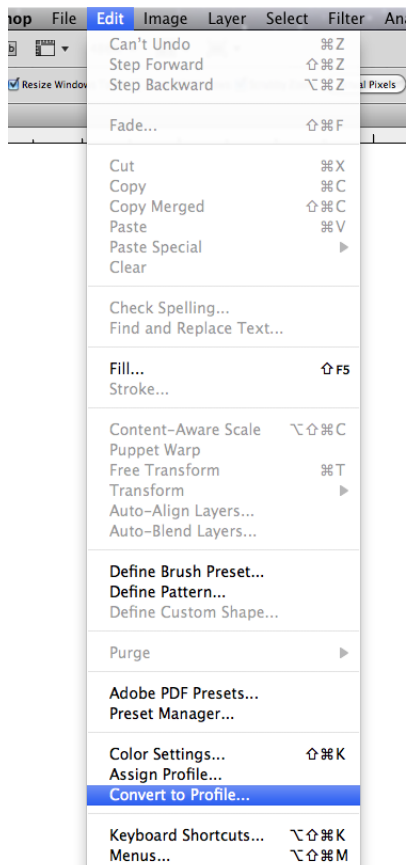 hop File Edit Image Layer Select Filter Ana
Resize Window al Pixels
Can't Undo ⌘Z
Step Forward ⇧⌘Z
Step Backward ⌥⌘Z
Fade... ⇧⌘F
Cut ⌘X
Copy ⌘C
Copy Merged ⇧⌘C
Paste ⌘V
Paste Special
Clear
Check Spelling...
Find and Replace Text...
Fill... ⇧F5
Stroke...
Content-Aware Scale ⌥⇧⌘C
Puppet Warp
Free Transform ⌘T
Transform
Auto-Align Layers...
Auto-Blend Layers...
Define Brush Preset...
Define Pattern...
Define Custom Shape...
Purge
Adobe PDF Presets...
Preset Manager...
Color Settings... ⇧⌘K
Assign Profile...
Convert to Profile...
Keyboard Shortcuts... ⌥⇧⌘K
Menus... ⌥⇧⌘M